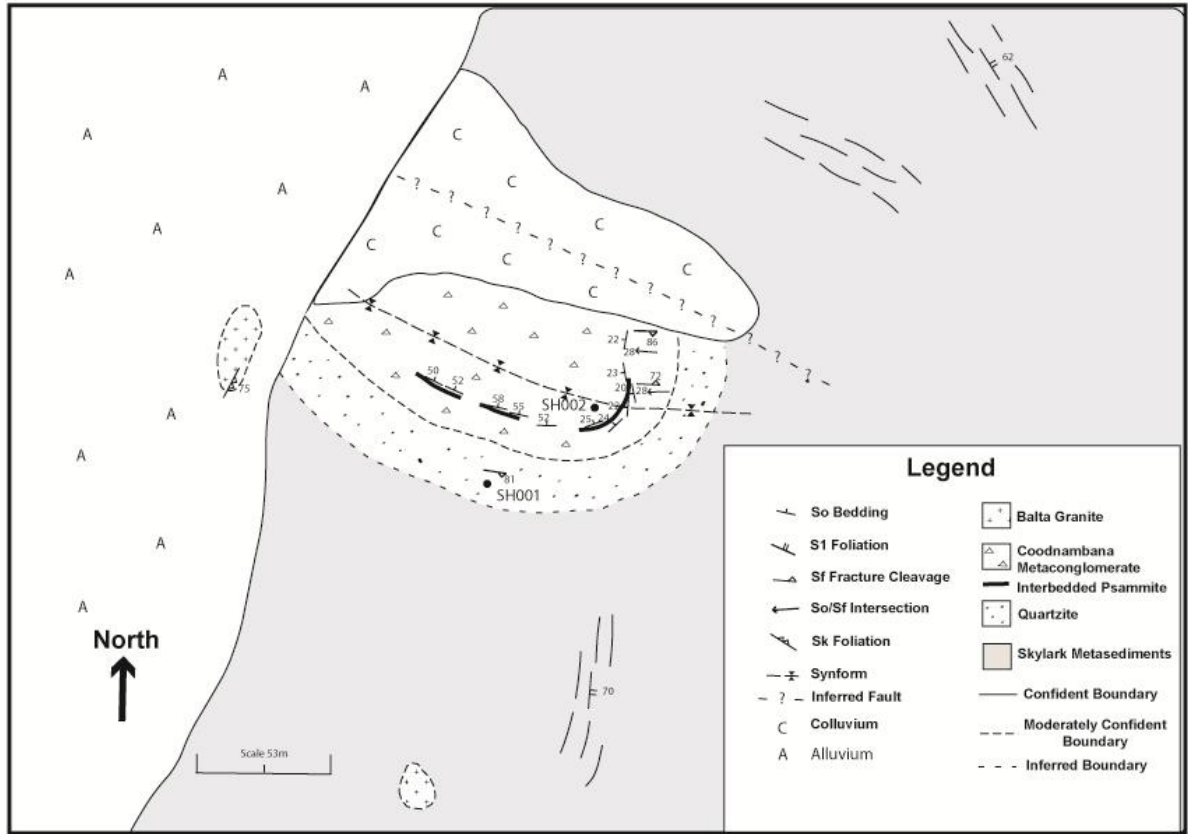 62
A
A
A
C
A
C
A
C
C
A
C
C
C
A
? ? ? ? ? ? ? ? ? ? ? ? ?
22
86
28
50
52
23
72
20
28
75
58
55
SH002
22
A
52
25
24
A
81
SH001
A
A
70
North
Scale 53m
Legend
So Bedding
S1 Foliation
Sf Fracture Cleavage
So/Sf Intersection
Sk Foliation
Synform
? Inferred Fault
C Colluvium
A Alluvium
Balta Granite
Coodnambana
Metaconglomerate
Interbedded Psammite
Quartzite
Skylark Metasediments
Confident Boundary
Moderately Confident
Boundary
Inferred Boundary